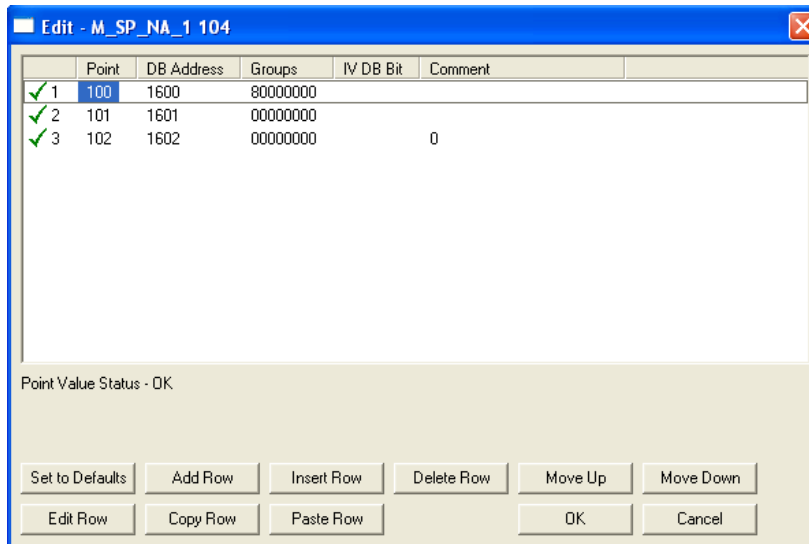 Edit - M_SP_NA_1 104
Point DB Address Groups IV DB Bit Comment
1 100 1600 80000000
2 101 1601 00000000
3 102 1602 00000000 0
Point Value Status - OK
Set to Defaults Add Row Insert Row Delete Row Move Up Move Down
Edit Row Copy Row Paste Row OK Cancel